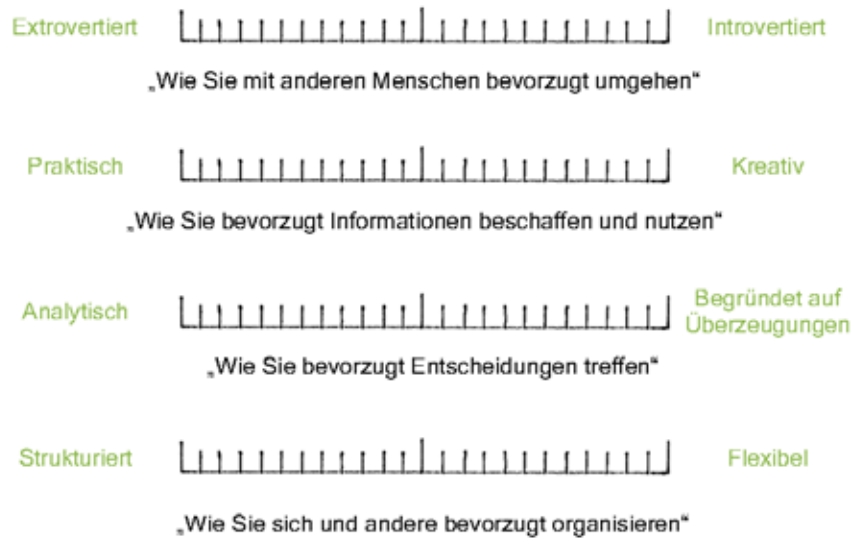 Extrovertiert Introvertiert
„Wie Sie mit anderen Menschen bevorzugt umgehen“
Praktisch Kreativ
„Wie Sie bevorzugt Informationen beschaffen und nutzen“
Analytisch Begründet auf
Überzeugungen
„Wie Sie bevorzugt Entscheidungen treffen“
Strukturiert Flexibel
„Wie Sie sich und andere bevorzugt organisieren“